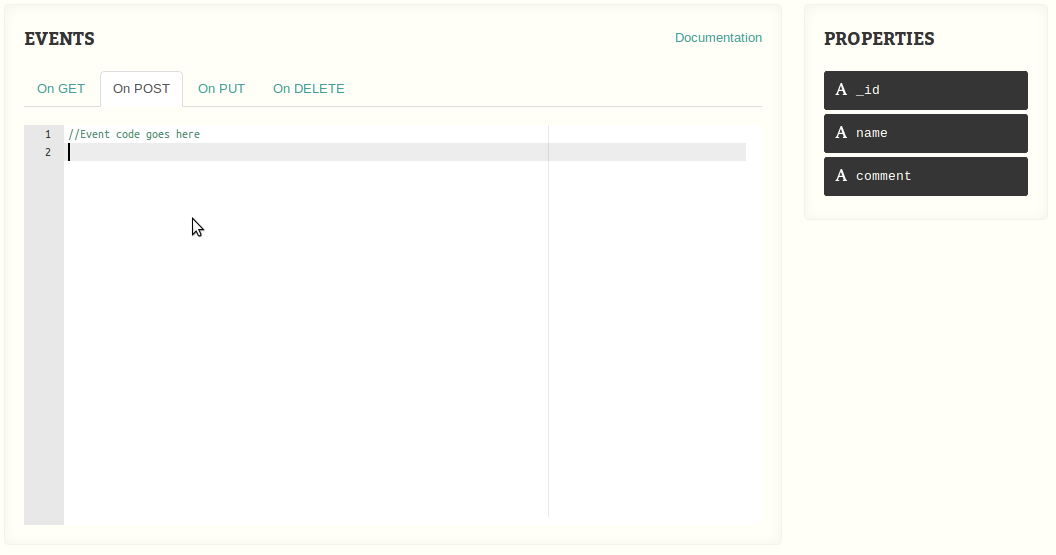 EVENTS
Documentation
On GET
On POST
On PUT
On DELETE
1 //Event code goes here
2
PROPERTIES
A _id
A name
A comment